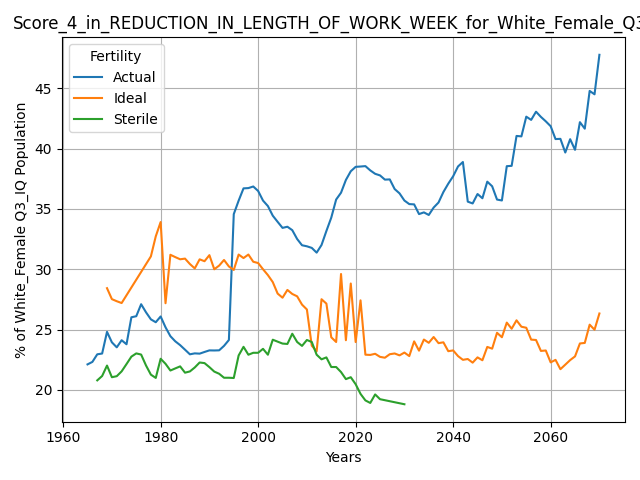 Score_4_in_REDUCTION_IN_LENGTH_OF_WORK_WEEK_for_White_Female_Q3
Fertility
Actual
Ideal
Sterile
% of White_Female Q3_IQ Population
45
40
35
30
25
20
1960 1980 2000 2020 2040 2060
Years